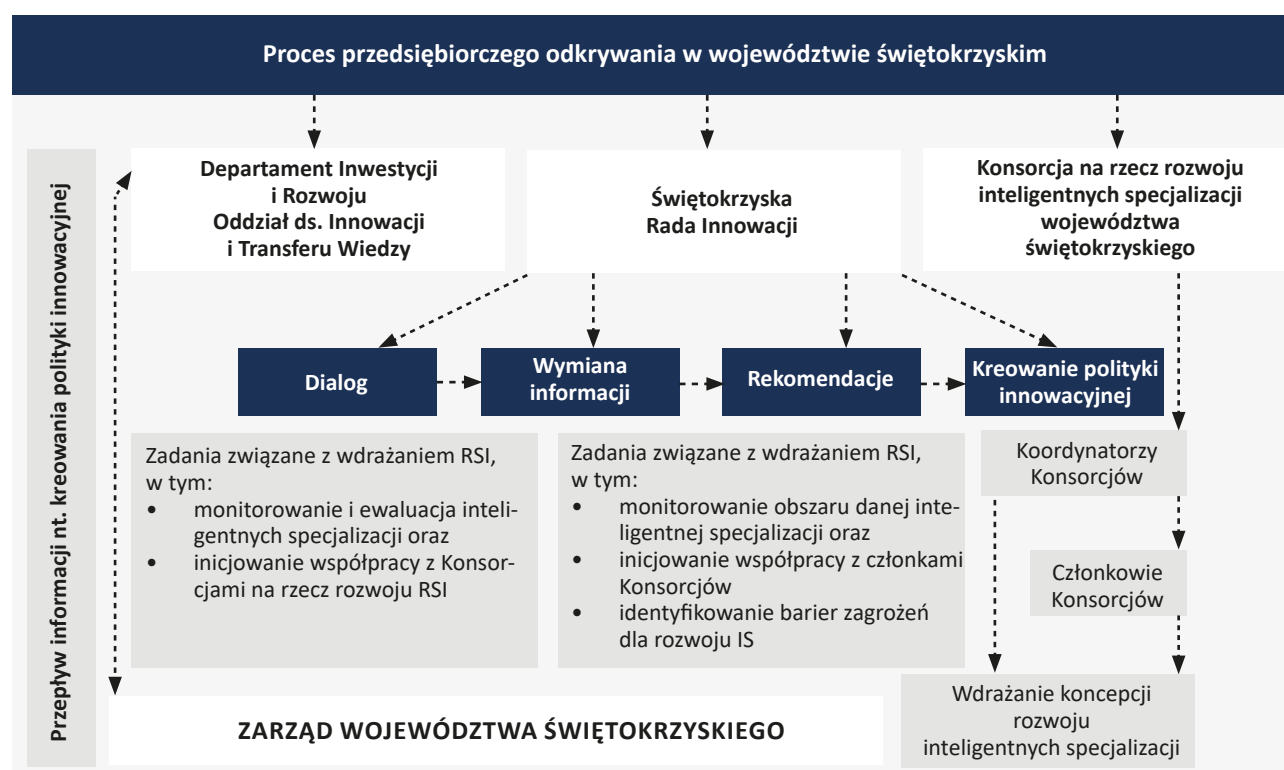 Proces przedsiębiorczego odkrywania w województwie świętokrzyskim
Przepływ informacji nt. kreowania polityki innowacyjnej
Departament Inwestycji
i Rozwoju
Oddział ds. Innowacji
i Transferu Wiedzy
Świętokrzyska
Rada Innowacji
Konsorcja na rzecz rozwoju
inteligentnych specjalizacji
województwa
świętokrzyskiego
Dialog
Wymiana
informacji
Rekomendacje
Kreowanie polityki
innowacyjnej
Zadania związane z wdrażaniem RSI,
w tym:
• monitorowanie i ewaluacja inteli-
gentnych specjalizacji oraz
• inicjowanie współpracy z Konsor-
cjami na rzecz rozwoju RSI
Zadania związane z wdrażaniem RSI,
w tym:
• monitorowanie obszaru danej inte-
ligentnej specjalizacji oraz
• inicjowanie współpracy z członkami
Konsorcjów
• identyfikowanie barier zagrożeń
dla rozwoju IS
Koordynatorzy
Konsorcjów
Członkowie
Konsorcjów
Wdrażanie koncepcji
rozwoju
inteligentnych specjalizacji
ZARZĄD WOJEWÓDZTWA ŚWIĘTOKRZYSKIEGO